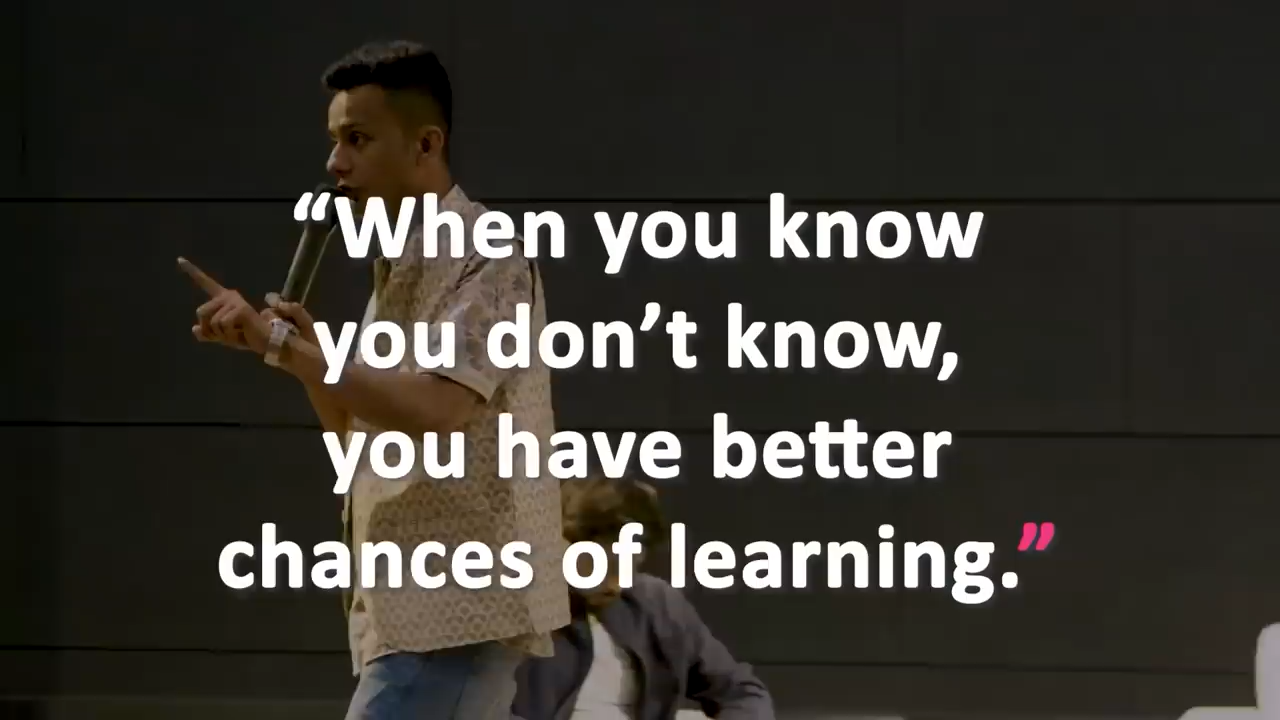 “When you know
you don’t know,
you have better
chances of learning.”